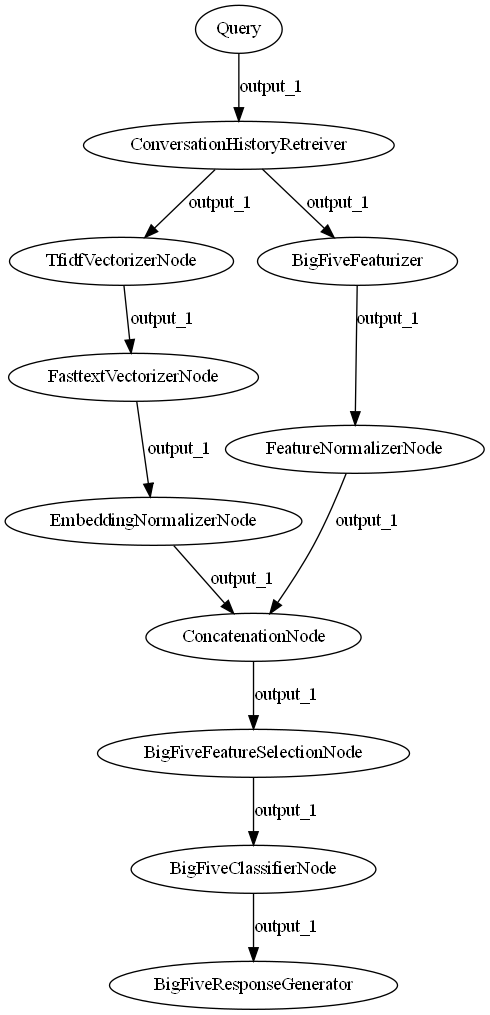 Query
output_1
ConversationHistoryRetreiver
output_1
output_1
TfidfVectorizerNode
BigFiveFeaturizer
output_1
output_1
FasttextVectorizerNode
output_1
FeatureNormalizerNode
EmbeddingNormalizerNode
output_1
output_1
ConcatenationNode
output_1
BigFiveFeatureSelectionNode
output_1
BigFiveClassifierNode
output_1
BigFiveResponseGenerator